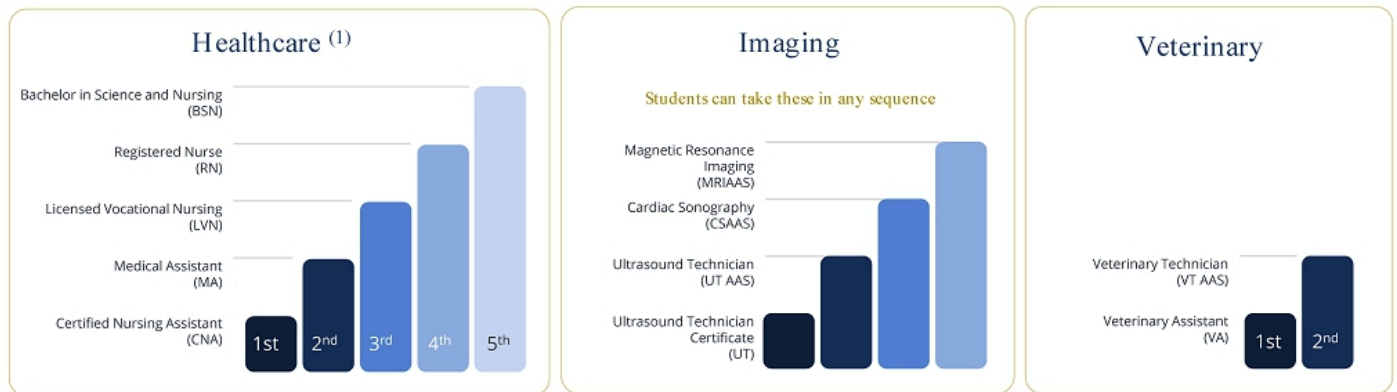 Healthcare (1)
Bachelor in Science and Nursing
(BSN)
Registered Nurse
(RN)
Licensed Vocational Nursing
(LVN)
Medical Assistant
(MA)
Certified Nursing Assistant
(CNA)
1st
2nd
3rd
4th
5th
Imaging
Students can take these in any sequence
Magnetic Resonance
Imaging
(MRIAAS)
Cardiac Sonography
(CSAAS)
Ultrasound Technician
(UT AAS)
Ultrasound Technician
Certificate
(UT)
Veterinary
Veterinary Technician
(VT AAS)
Veterinary Assistant
(VA)
1st
2nd